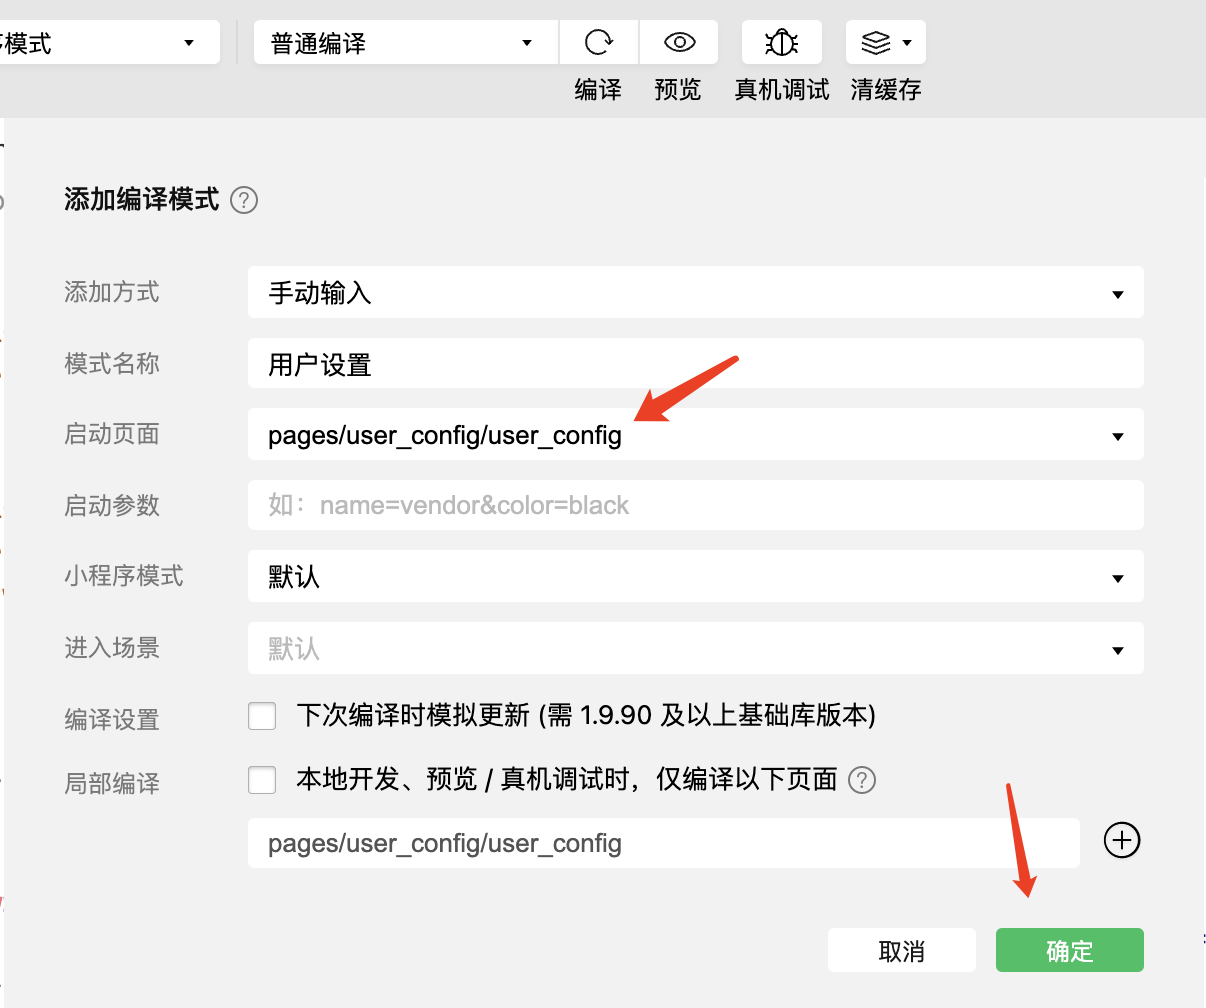 模式
普通编译
编译
预览
真机调试
清缓存
添加编译模式 ?
添加方式
手动输入
模式名称
用户设置
启动页面
pages/user_config/user_config
启动参数
如：name=vendor&color=black
小程序模式
默认
进入场景
默认
编译设置
下次编译时模拟更新 (需 1.9.90 及以上基础库版本)
局部编译
本地开发、预览 / 真机调试时，仅编译以下页面 ?
pages/user_config/user_config
取消
确定